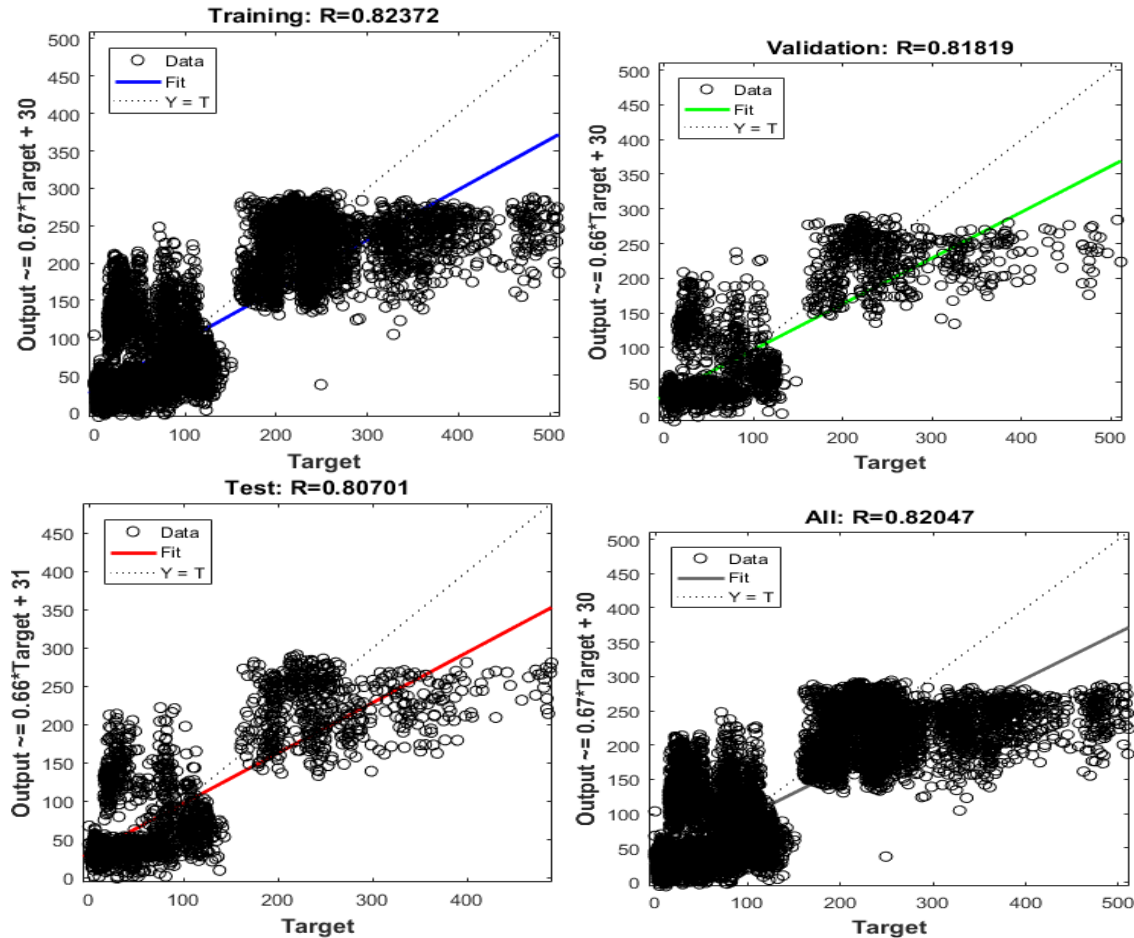 Training: R=0.82372
Data
Fit
Y = T
Output ~= 0.67*Target + 30
500
450
400
350
300
250
200
150
100
50
0
0 100 200 300 400 500
Target
Validation: R=0.81819
Data
Fit
Y = T
Output ~= 0.66*Target + 30
500
450
400
350
300
250
200
150
100
50
0
0 100 200 300 400 500
Target
Test: R=0.80701
Data
Fit
Y = T
Output ~= 0.66*Target + 31
450
400
350
300
250
200
150
100
50
0
0 100 200 300 400
Target
All: R=0.82047
Data
Fit
Y = T
Output ~= 0.67*Target + 30
500
450
400
350
300
250
200
150
100
50
0
0 100 200 300 400 500
Target